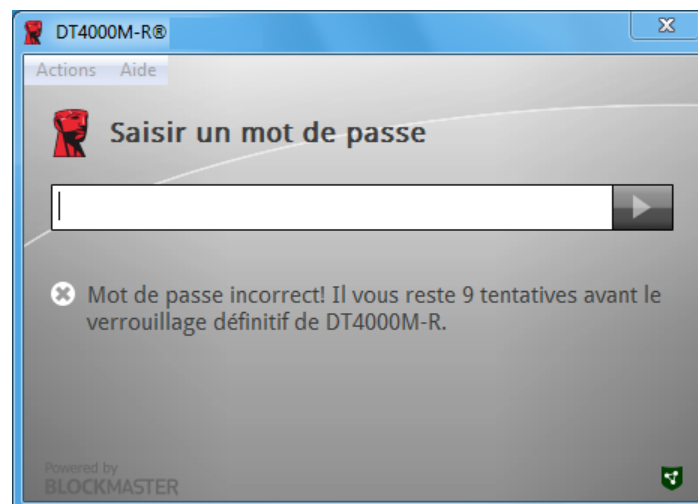 DT4000M-R®
Actions Aide
Saisir un mot de passe
Mot de passe incorrect! Il vous reste 9 tentatives avant le
verrouillage définitif de DT4000M-R.
Powered by
BLOCKMASTER